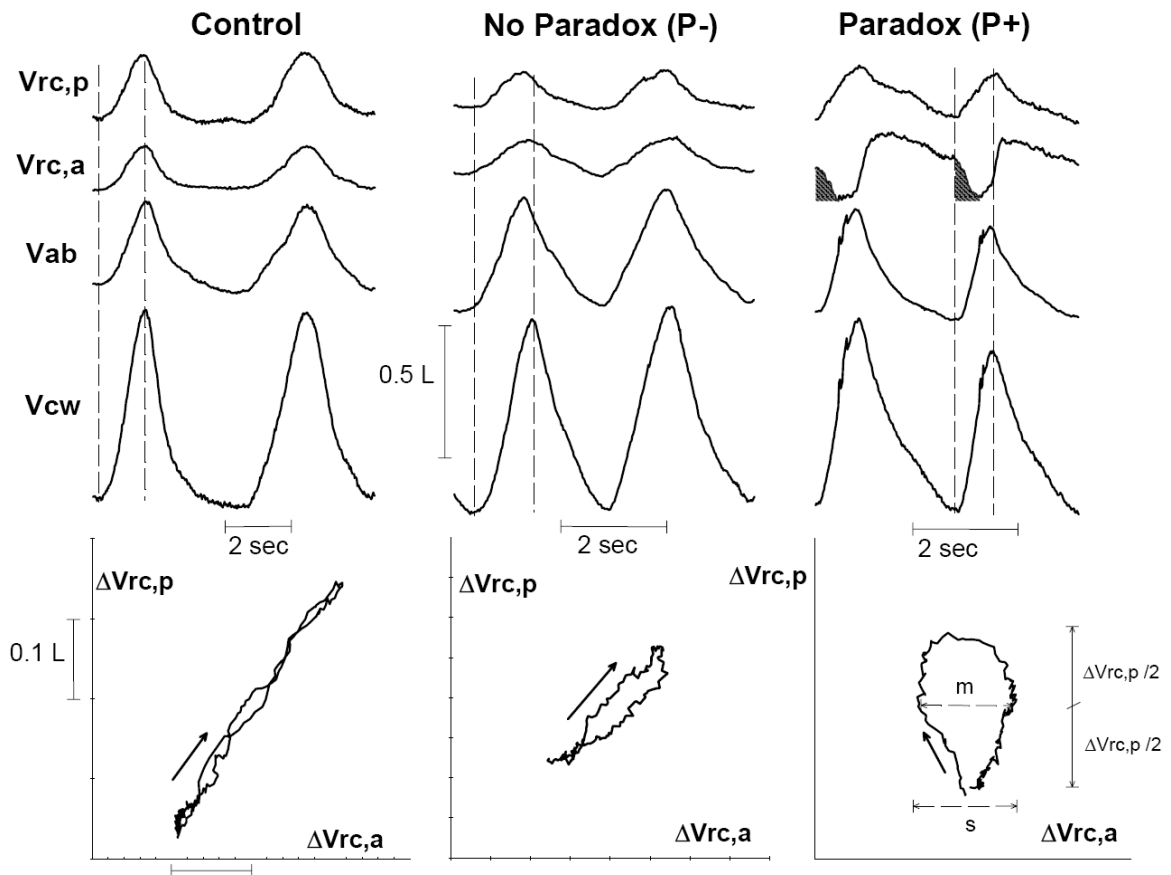 Control No Paradox (P-) Paradox (P+)
Vrc,p
Vrc,a
Vab
0.5 L
Vcw
2 sec 2 sec 2 sec
ΔVrc,p ΔVrc,p ΔVrc,p
0.1 L
ΔVrc,p /2
m
ΔVrc,p /2
s
ΔVrc,a ΔVrc,a ΔVrc,a